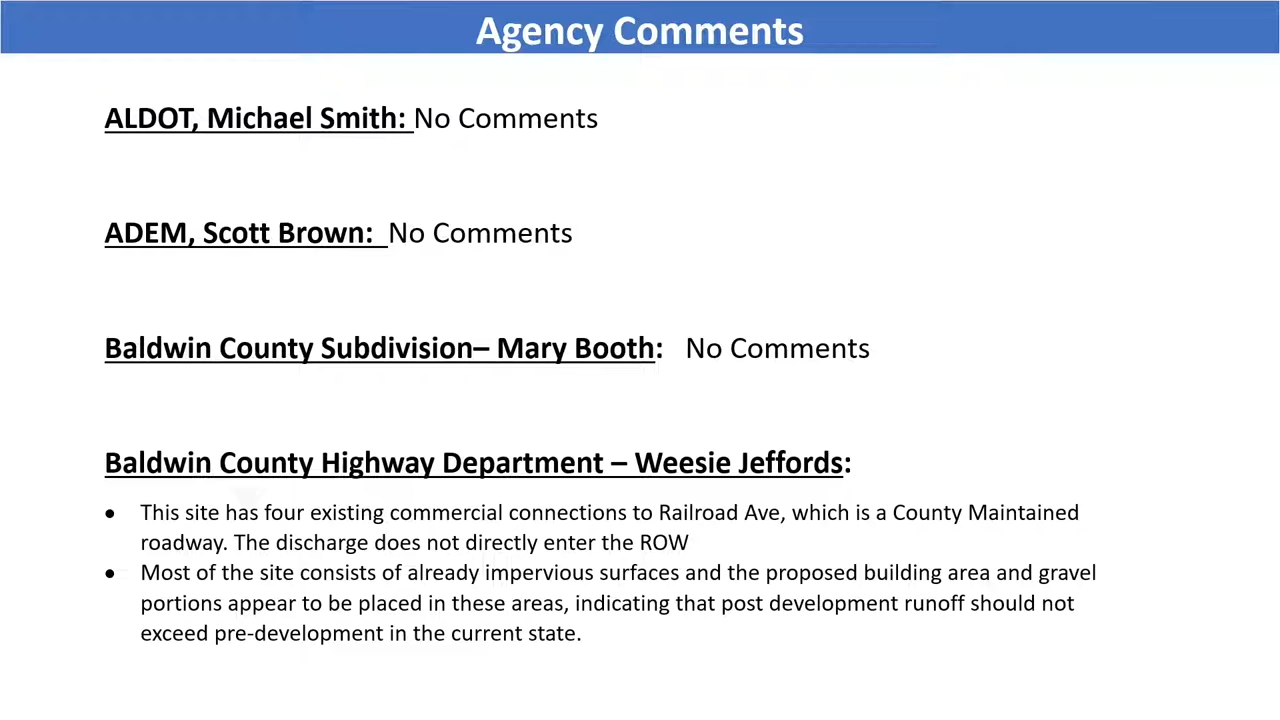 Agency Comments
ALDOT, Michael Smith: No Comments
ADEM, Scott Brown: No Comments
Baldwin County Subdivision– Mary Booth: No Comments
Baldwin County Highway Department – Weesie Jeffords:
• This site has four existing commercial connections to Railroad Ave, which is a County Maintained
roadway. The discharge does not directly enter the ROW
• Most of the site consists of already impervious surfaces and the proposed building area and gravel
portions appear to be placed in these areas, indicating that post development runoff should not
exceed pre-development in the current state.